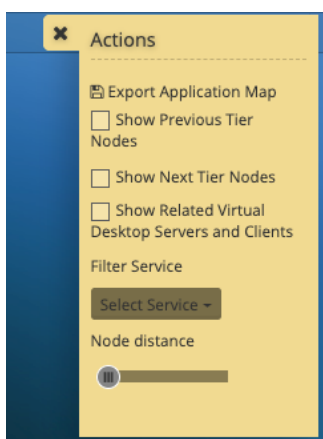 Actions
Export Application Map
Show Previous Tier
Nodes
Show Next Tier Nodes
Show Related Virtual
Desktop Servers and Clients
Filter Service
Select Service
Node distance